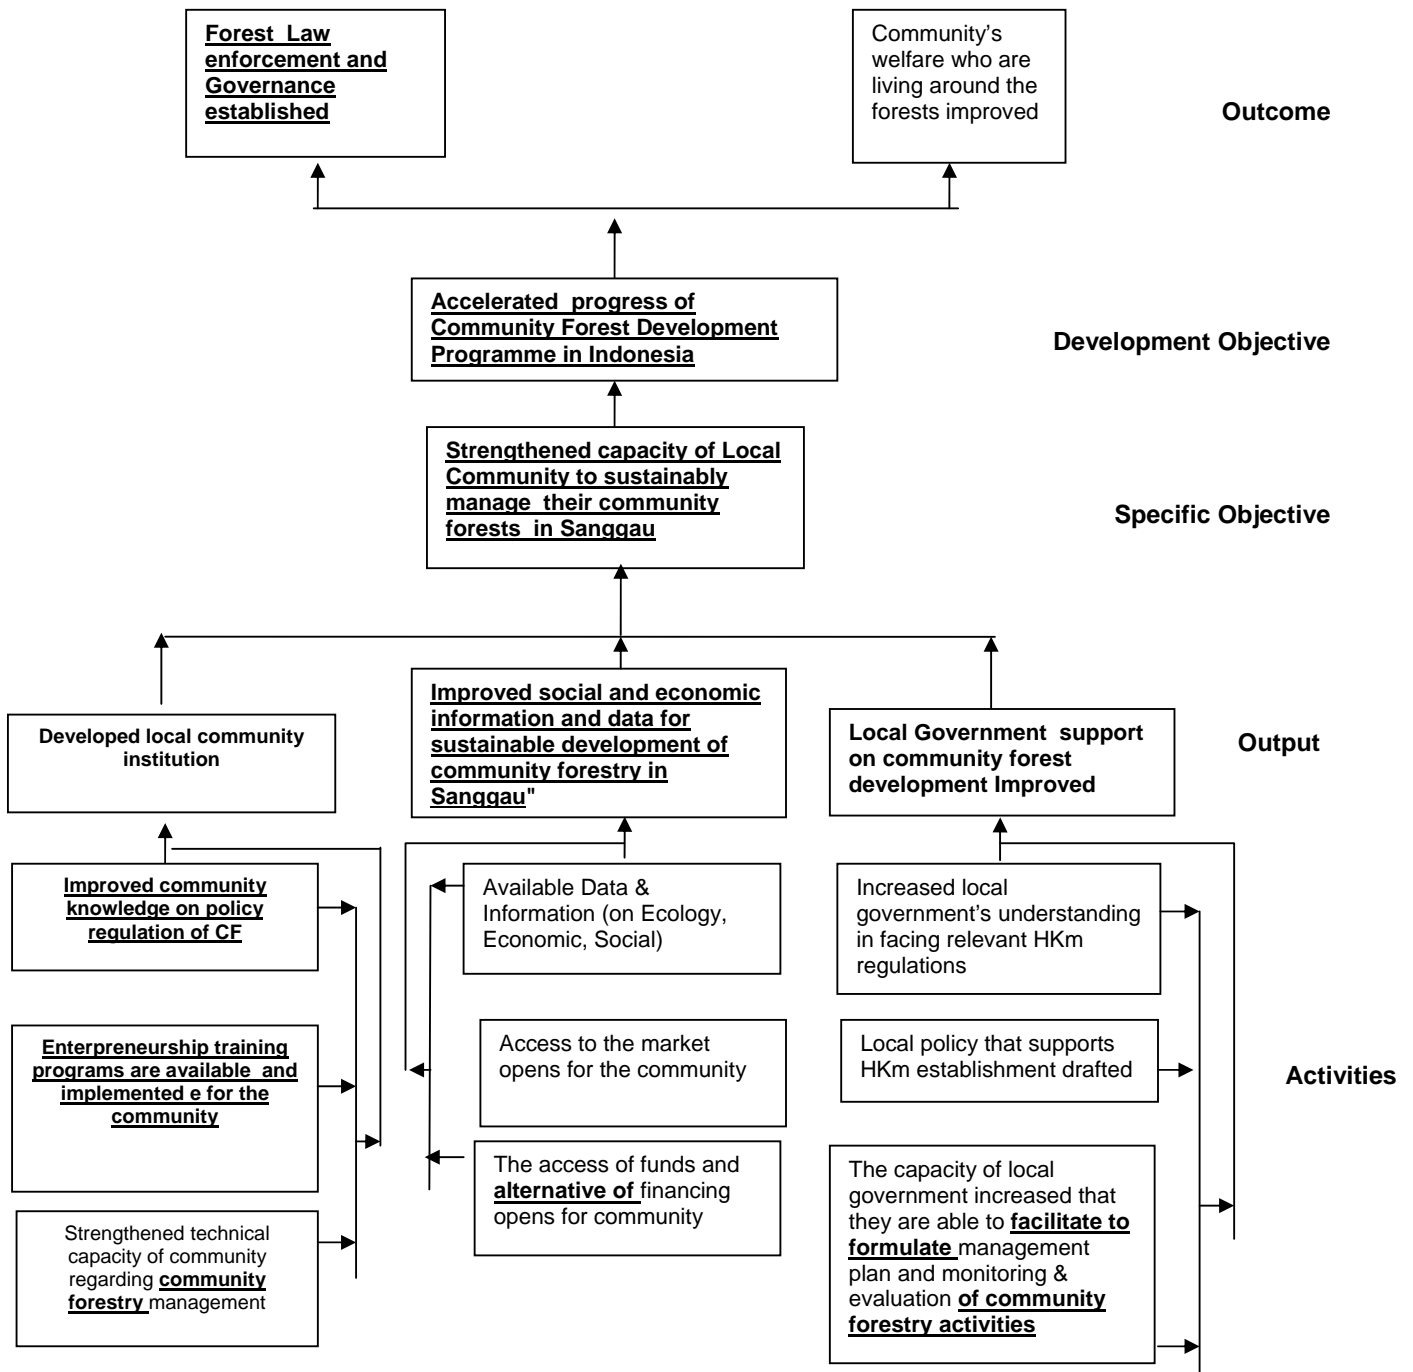 Forest Law
enforcement and
Governance
established
Community's
welfare who are
living around the
forests improved
Outcome
Accelerated progress of
Community Forest Development
Programme in Indonesia
Development Objective
Strengthened capacity of Local
Community to sustainably
manage their community
forests in Sanggau
Specific Objective
Developed local community
institution
Improved social and economic
information and data for
sustainable development of
community forestry in
Sanggau"
Local Government support
on community forest
development Improved
Output
Improved community
knowledge on policy
regulation of CF
Available Data &
Information (on Ecology,
Economic, Social)
Increased local
government's understanding
in facing relevant HKm
regulations
Enterpreneurship training
programs are available and
implemented e for the
community
Access to the market
opens for the community
Local policy that supports
HKm establishment drafted
Activities
Strengthened technical
capacity of community
regarding community
forestry management
The access of funds and
alternative of financing
opens for community
The capacity of local
government increased that
they are able to facilitate to
formulate management
plan and monitoring &
evaluation of community
forestry activities